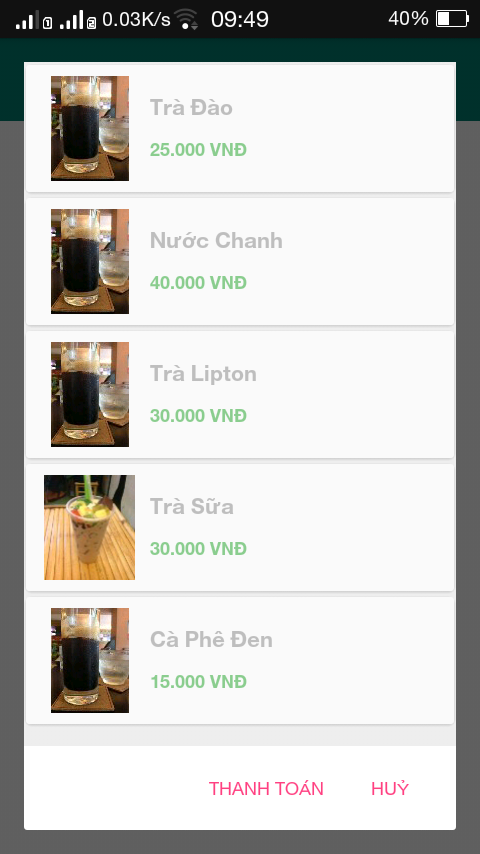 0.03K/s 09:49 40%
Trà Đào
25.000 VNĐ
Nước Chanh
40.000 VNĐ
Trà Lipton
30.000 VNĐ
Trà Sữa
30.000 VNĐ
Cà Phê Đen
15.000 VNĐ
THANH TOÁN HUỶ